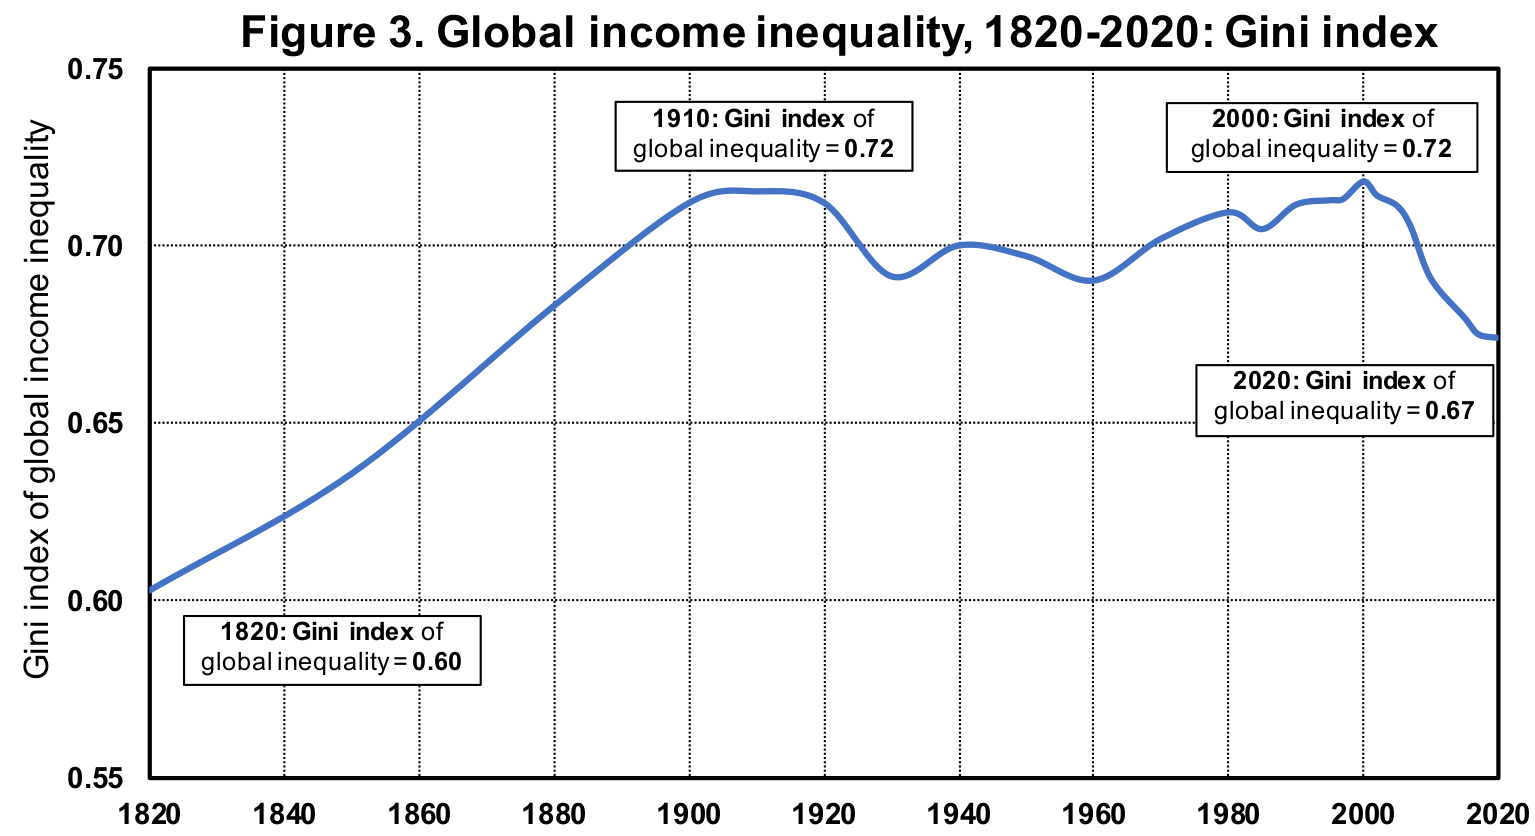 Figure 3. Global income inequality, 1820-2020: Gini index
Gini index of global income inequality
0.75
0.70
0.65
0.60
0.55
1910: Gini index of
global inequality = 0.72
2000: Gini index of
global inequality = 0.72
2020: Gini index of
global inequality = 0.67
1820: Gini index of
global inequality = 0.60
1820 1840 1860 1880 1900 1920 1940 1960 1980 2000 2020